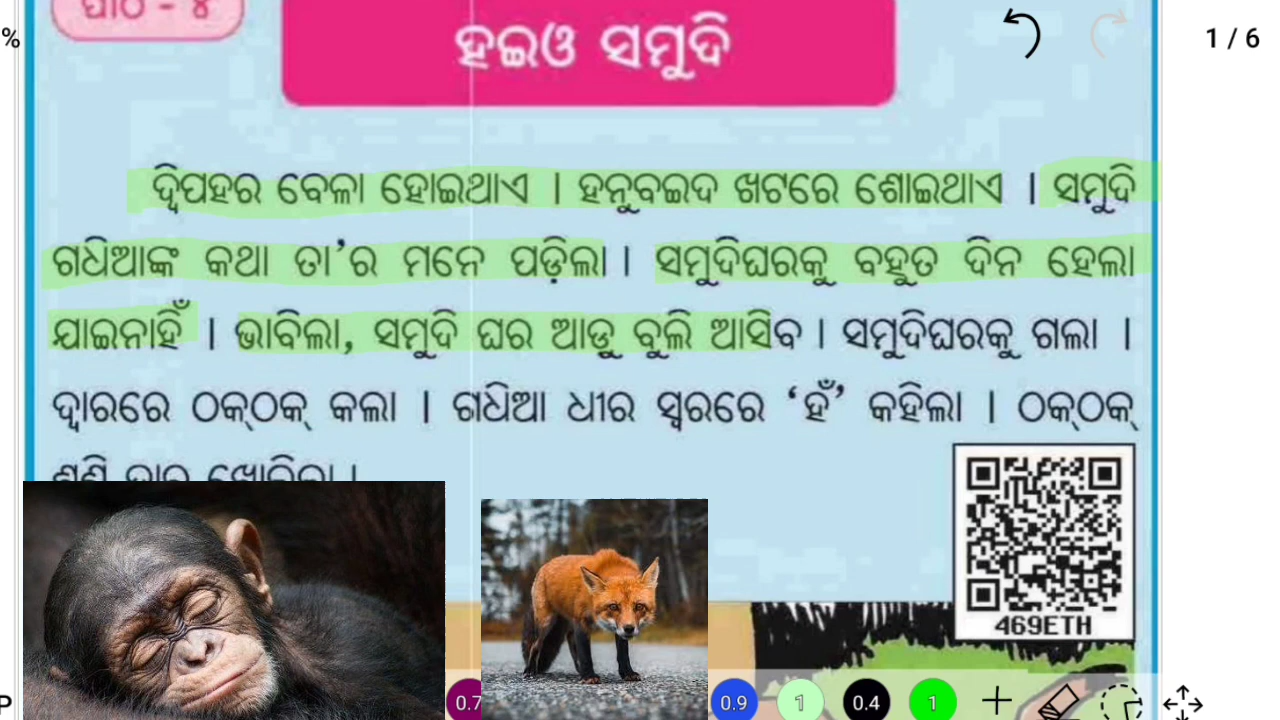 ପାଠ - ୪
ହଇଓ ସମୁଦି
1 / 6
%
ଦ୍ୱିପହର ବେଳା ହୋଇଥାଏ । ହନୁବଇଦ ଖଟରେ ଶୋଇଥାଏ । ସମୁଦି
ଗଧିଆଙ୍କ କଥା ତା'ର ମନେ ପଡ଼ିଲା । ସମୁଦିଘରକୁ ବହୁତ ଦିନ ହେଲା
ଯାଇନାହିଁ । ଭାବିଲା, ସମୁଦି ଘର ଆଡୁ ବୁଲି ଆସିବ । ସମୁଦିଘରକୁ ଗଲା ।
ଦ୍ୱାରରେ ଠକ୍‌ଠକ୍ କଲା । ଗଧିଆ ଧୀର ସ୍ୱରରେ ‘ହଁ’ କହିଲା । ଠକ୍‌ଠକ୍
469ETH
P
0.7
0.9
1
0.4
1